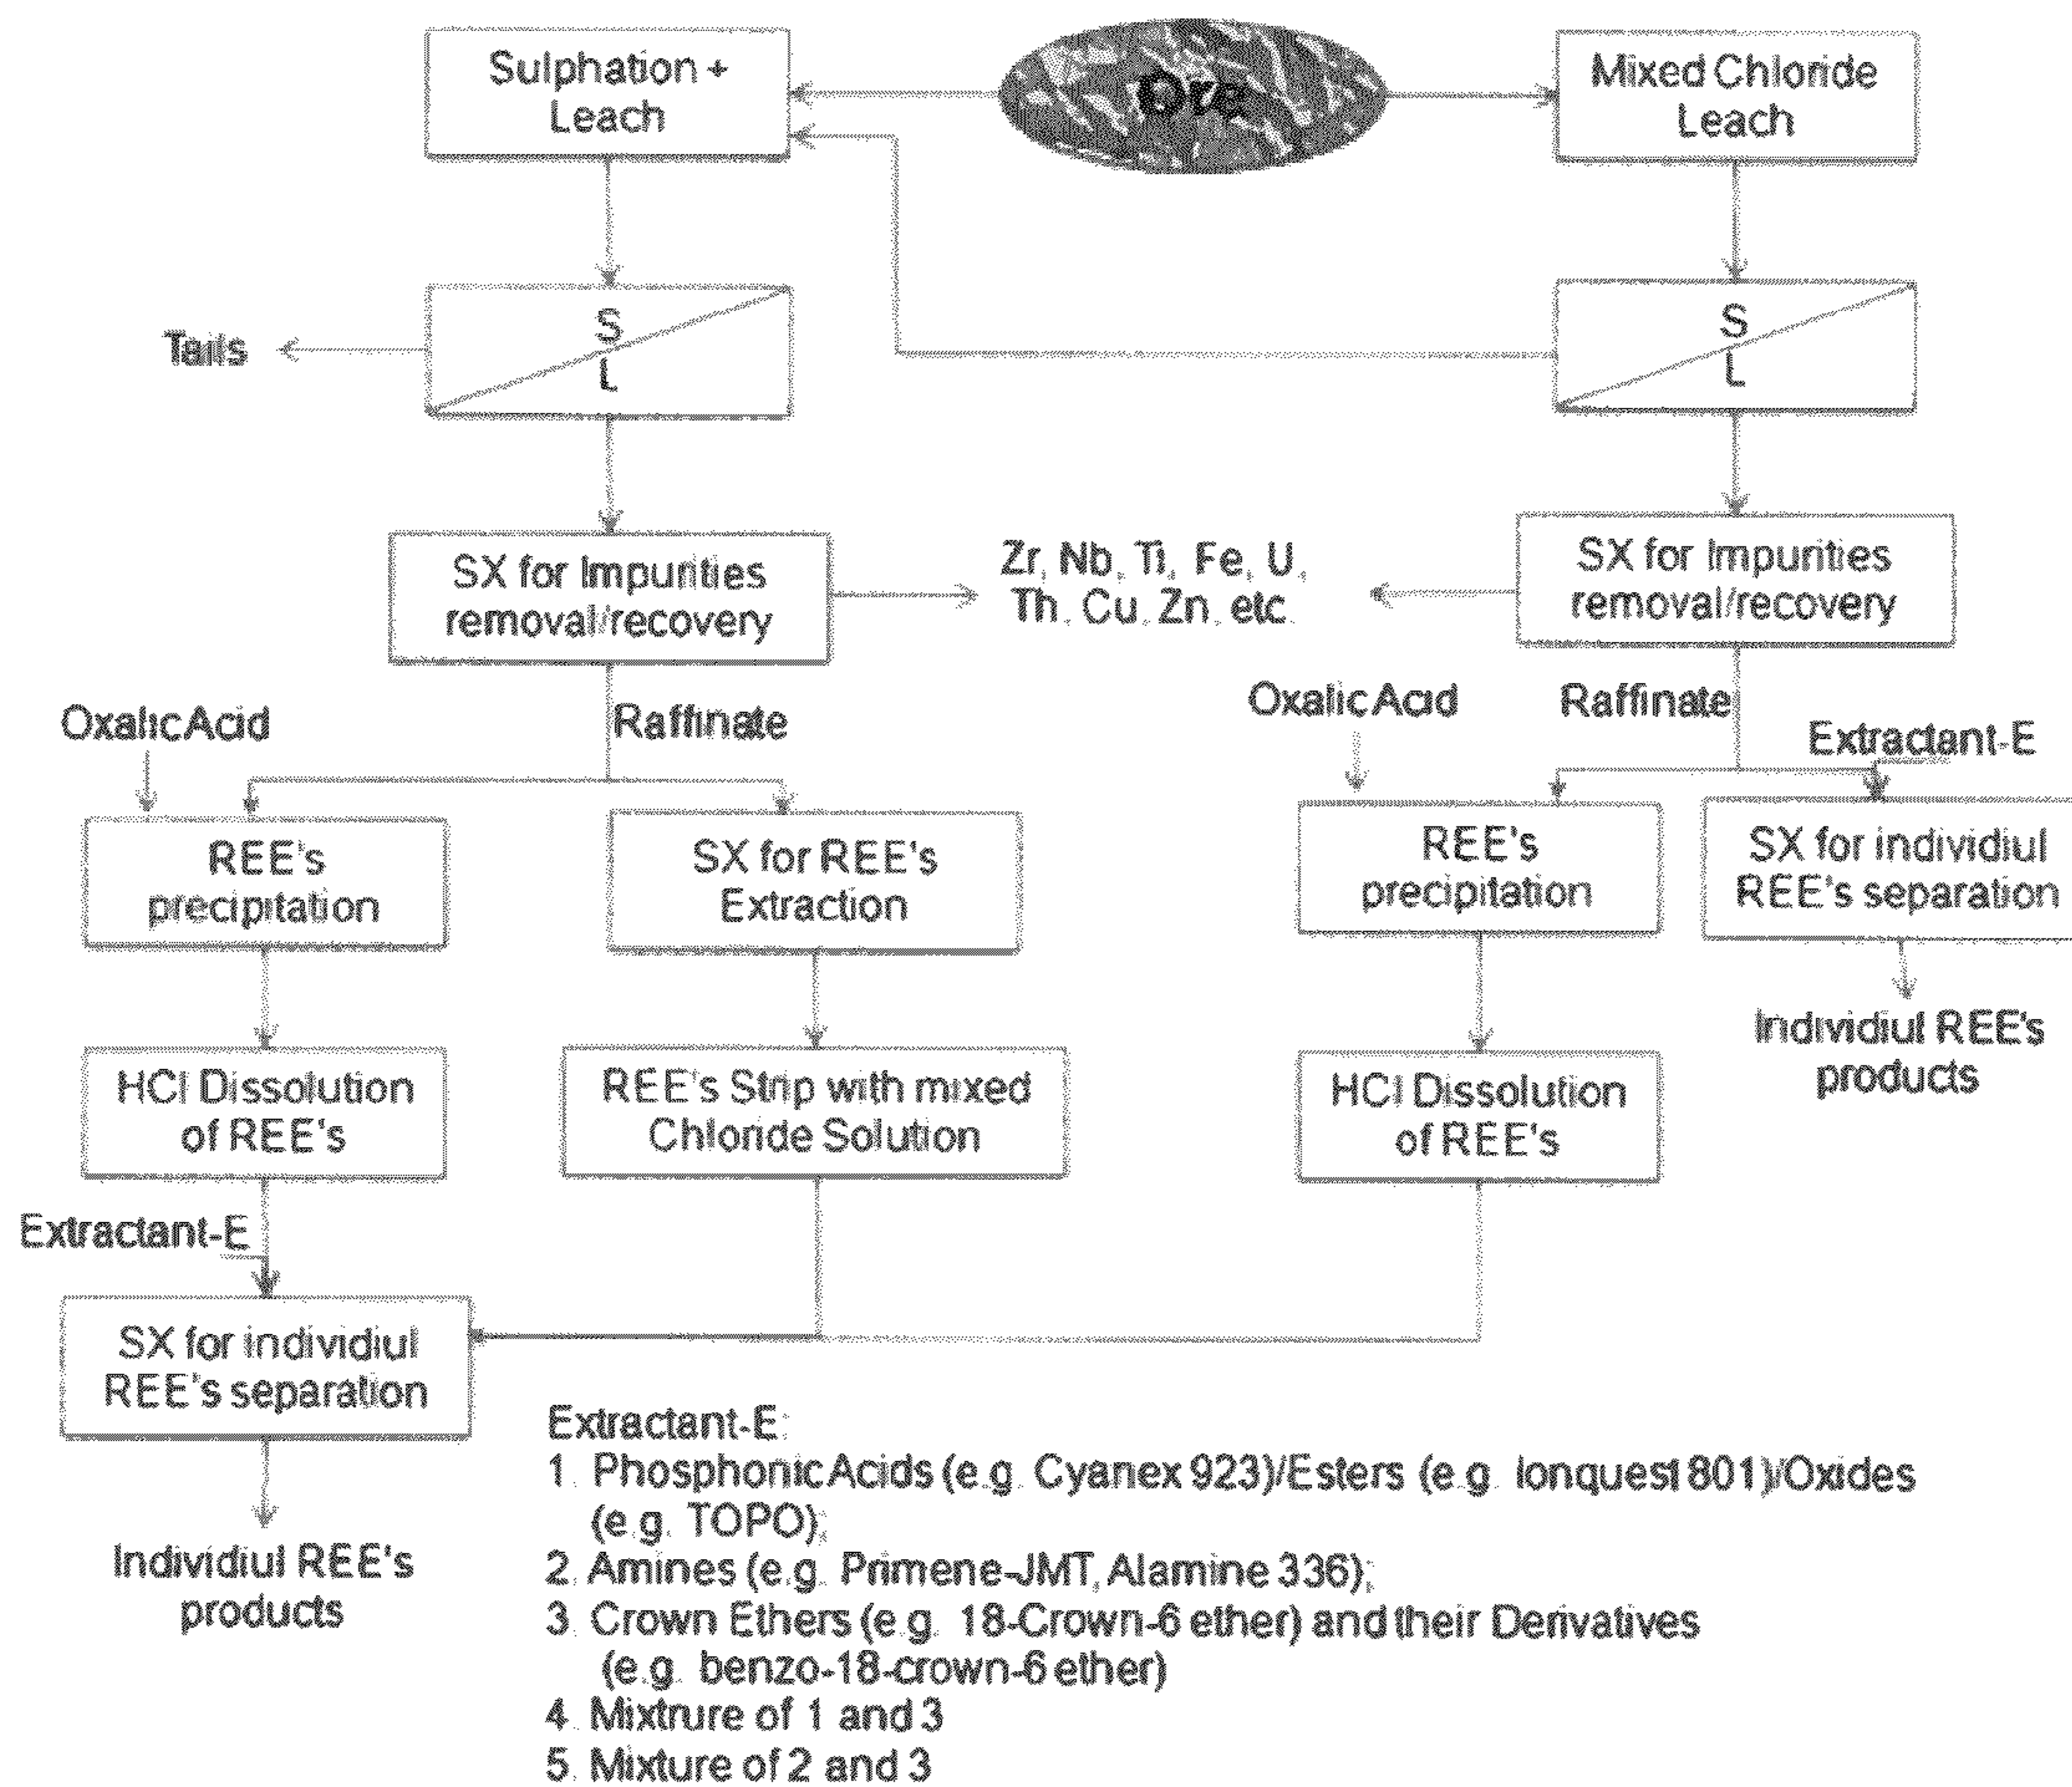 Sulphation +
Leach
Ore
Mixed Chloride
Leach
S
L
Tails
S
L
SX for Impurities
removal/recovery
Zr, Nb, Ti, Fe, U,
Th, Cu, Zn, etc.
SX for Impurities
removal/recovery
Oxalic Acid
Raffinate
Oxalic Acid
Raffinate
Extractant-E
REE's
precipitation
SX for REE's
Extraction
REE's
precipitation
SX for individiul
REE's separation
HCl Dissolution
of REE's
REE's Strip with mixed
Chloride Solution
HCl Dissolution
of REE's
Individiul REE's
products
Extractant-E
SX for individiul
REE's separation
Individiul REE's
products
Extractant-E:
1. Phosphonic Acids (e.g. Cyanex 923)/Esters (e.g. Ionquest 801)/Oxides
(e.g. TOPO);
2. Amines (e.g. Primene-JMT, Alamine 336);
3. Crown Ethers (e.g. 18-Crown-6 ether) and their Derivatives
(e.g. benzo-18-crown-6 ether)
4. Mixtrure of 1 and 3
5. Mixture of 2 and 3